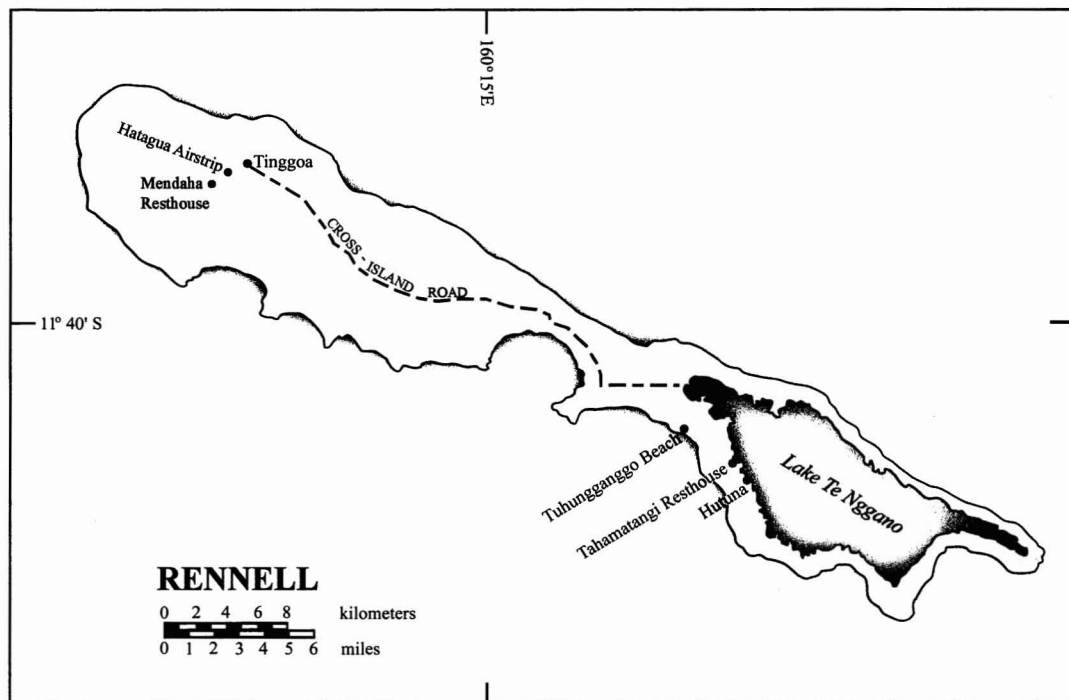 160°15'E
Hatagua Airstrip
Tinggoa
Mendaha
Resthouse
CROSS - ISLAND ROAD
11° 40' S
Tuhungganggo Beach
Tahamatangi Resthouse
Hutuna
Lake Te Nggano
RENNELL
0 2 4 6 8 kilometers
0 1 2 3 4 5 6 miles